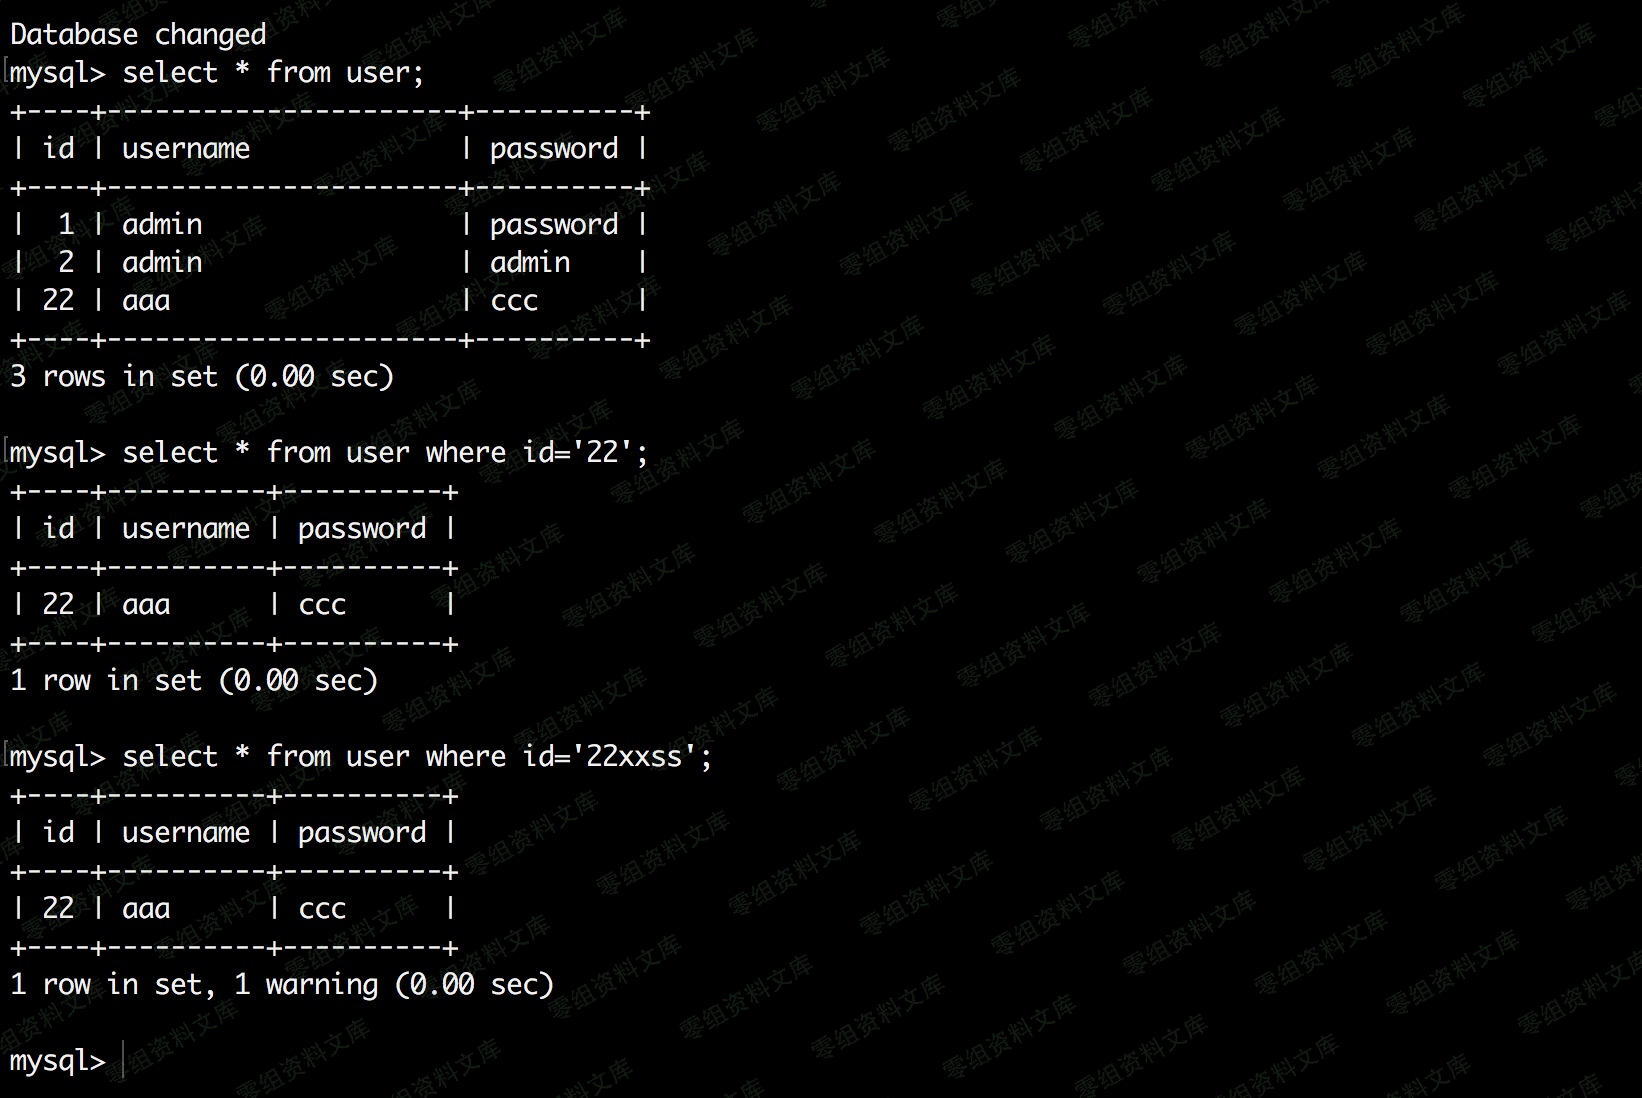 Database changed
mysql> select * from user;
+----+----------------------+----------+
| id | username             | password |
+----+----------------------+----------+
|  1 | admin                | password |
|  2 | admin                | admin    |
| 22 | aaa                  | ccc      |
+----+----------------------+----------+
3 rows in set (0.00 sec)
mysql> select * from user where id='22';
+----+----------+----------+
| id | username | password |
+----+----------+----------+
| 22 | aaa      | ccc      |
+----+----------+----------+
1 row in set (0.00 sec)
mysql> select * from user where id='22xxss';
+----+----------+----------+
| id | username | password |
+----+----------+----------+
| 22 | aaa      | ccc      |
+----+----------+----------+
1 row in set, 1 warning (0.00 sec)
mysql>
零组资料文库